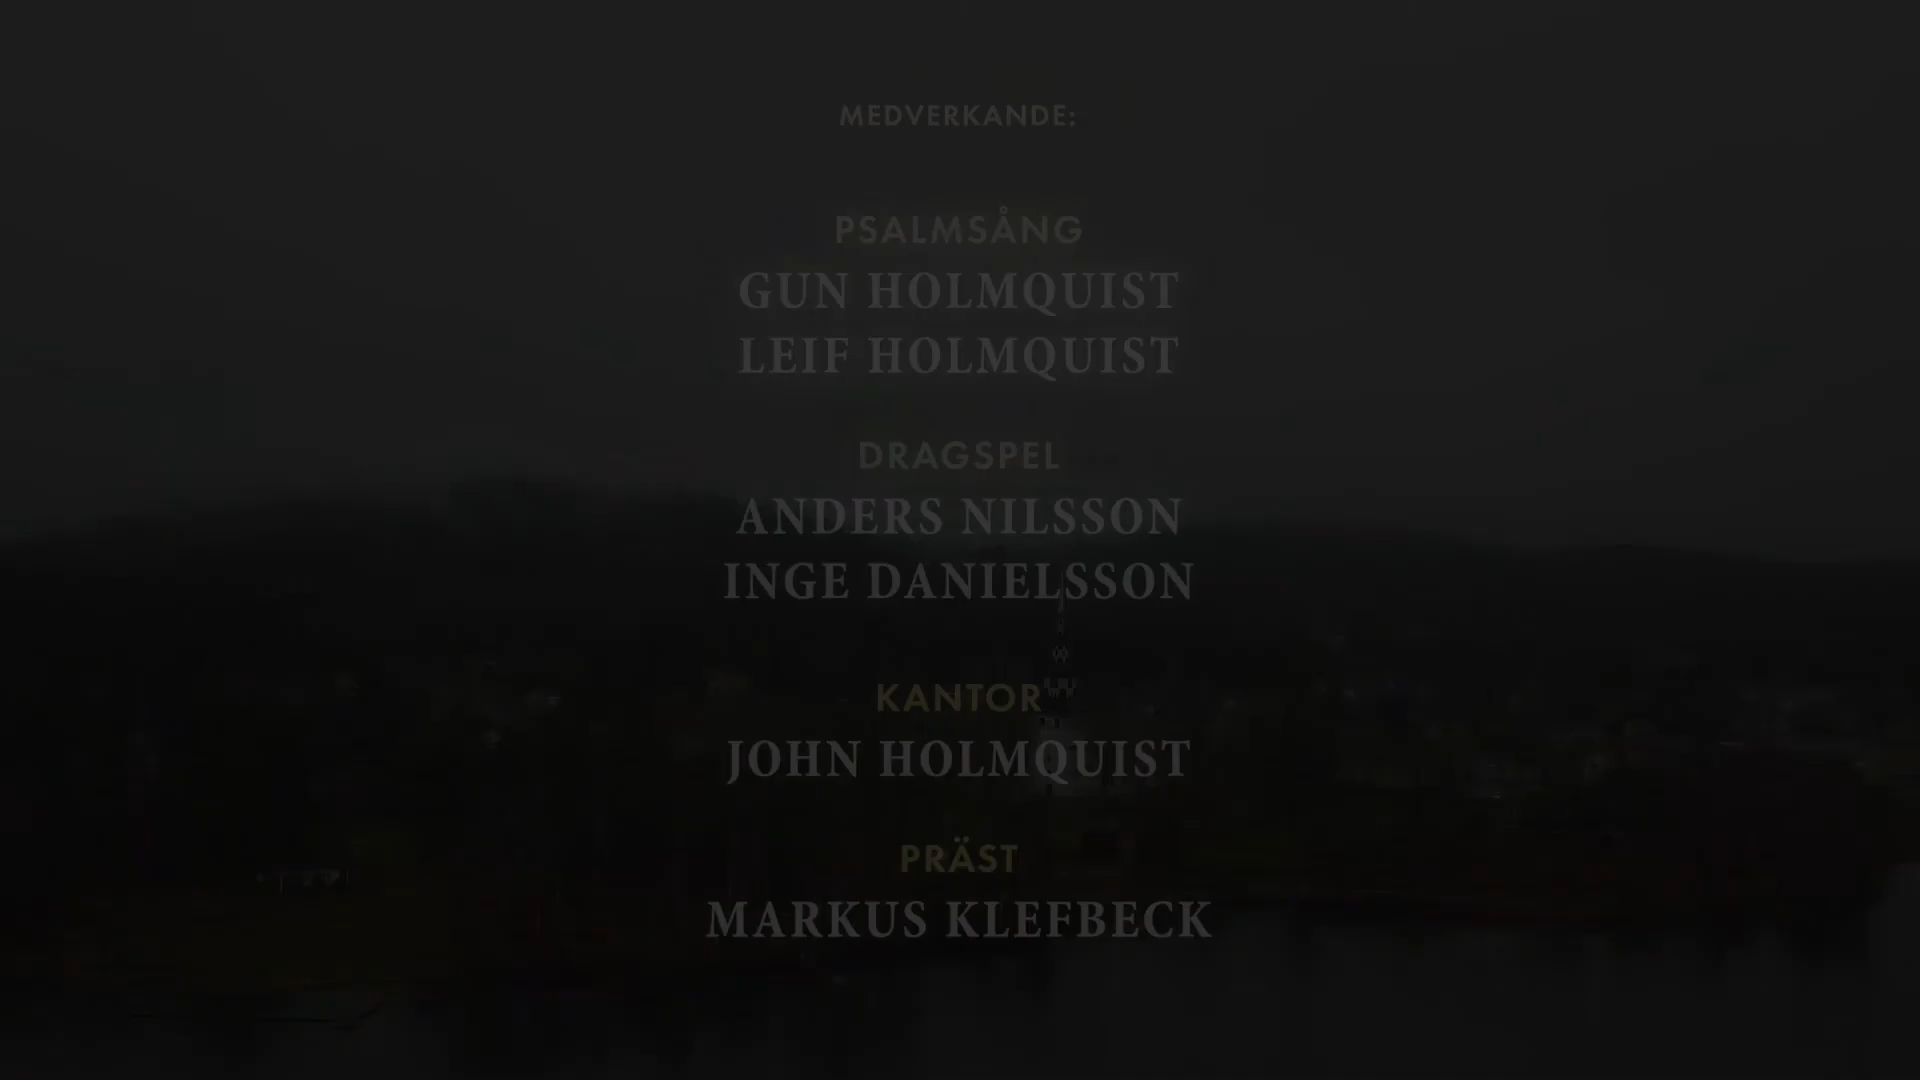 MEDVERKANDE:
PSALMSÅNG
GUN HOLMQUIST
LEIF HOLMQUIST
DRAGSPEL
ANDERS NILSSON
INGE DANIELSSON
KANTOR
JOHN HOLMQUIST
PRÄST
MARKUS KLEFBECK